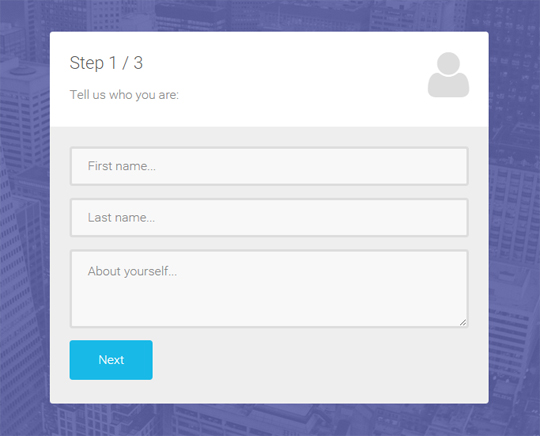 Step 1 / 3
Tell us who you are:
First name...
Last name...
About yourself...
Next